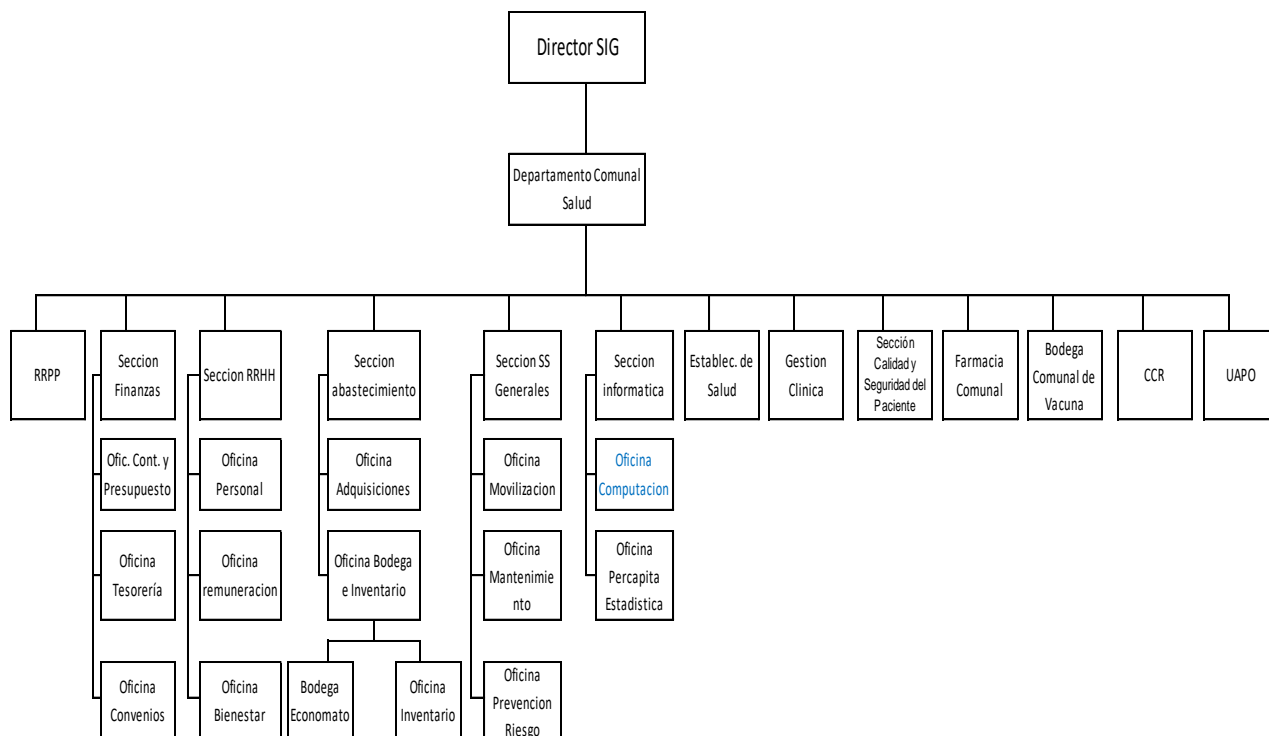 Director SIG
Departamento Comunal
Salud
RRPP
Seccion
Finanzas
Seccion RRHH
Seccion
abastecimiento
Seccion SS
Generales
Seccion
informatica
Establec. de
Salud
Gestion
Clinica
Sección
Calidad y
Seguridad del
Paciente
Farmacia
Comunal
Bodega
Comunal de
Vacuna
CCR
UAPO
Ofic. Cont. y
Presupuesto
Oficina
Personal
Oficina
Adquisiciones
Oficina
Movilizacion
Oficina
Computacion
Oficina
Tesorería
Oficina
remuneracion
Oficina Bodega
e Inventario
Oficina
Mantenimie
nto
Oficina
Percapita
Estadistica
Oficina
Convenios
Oficina
Bienestar
Bodega
Economato
Oficina
Inventario
Oficina
Prevencion
Riesgo